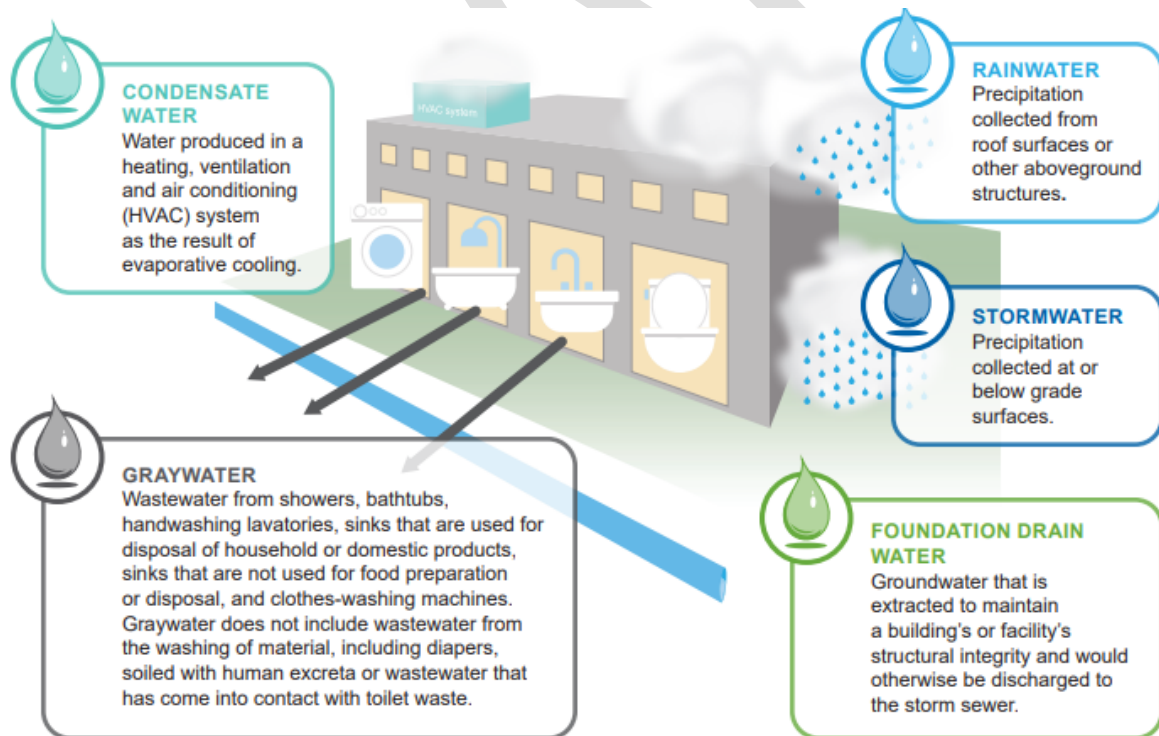 CONDENSATE
WATER
Water produced in a
heating, ventilation
and air conditioning
(HVAC) system
as the result of
evaporative cooling.
HVAC system
RAINWATER
Precipitation
collected from
roof surfaces or
other aboveground
structures.
STORMWATER
Precipitation
collected at or
below grade
surfaces.
GRAYWATER
Wastewater from showers, bathtubs,
handwashing lavatories, sinks that are used for
disposal of household or domestic products,
sinks that are not used for food preparation
or disposal, and clothes-washing machines.
Graywater does not include wastewater from
the washing of material, including diapers,
soiled with human excreta or wastewater that
has come into contact with toilet waste.
FOUNDATION DRAIN
WATER
Groundwater that is
extracted to maintain
a building's or facility's
structural integrity and would
otherwise be discharged to
the storm sewer.